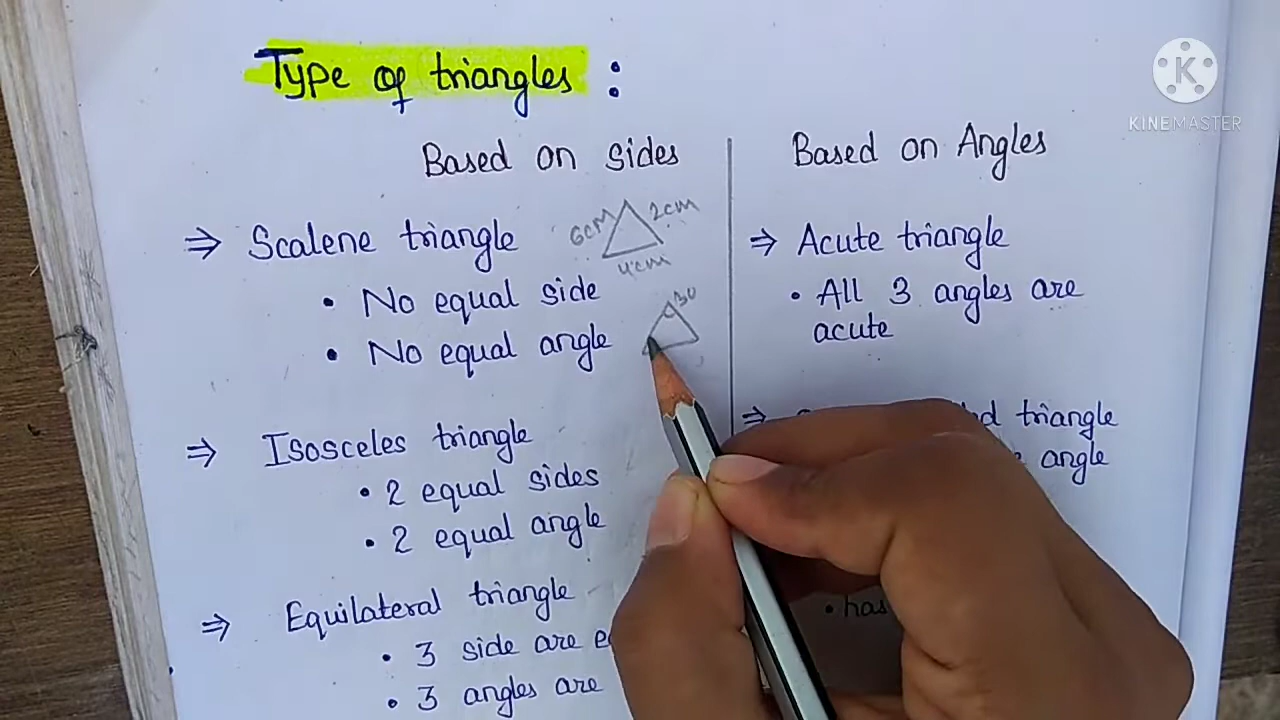 Type of triangles :
KINEMASTER
Based on sides
⇒ Scalene triangle
6cm 2cm
4cm
• No equal side
• No equal angle
30
⇒ Isosceles triangle
• 2 equal sides
• 2 equal angle
⇒ Equilateral triangle
• 3 side are
• 3 angles are
Based on Angles
⇒ Acute triangle
• All 3 angles are
acute
⇒ triangle
angle
• has